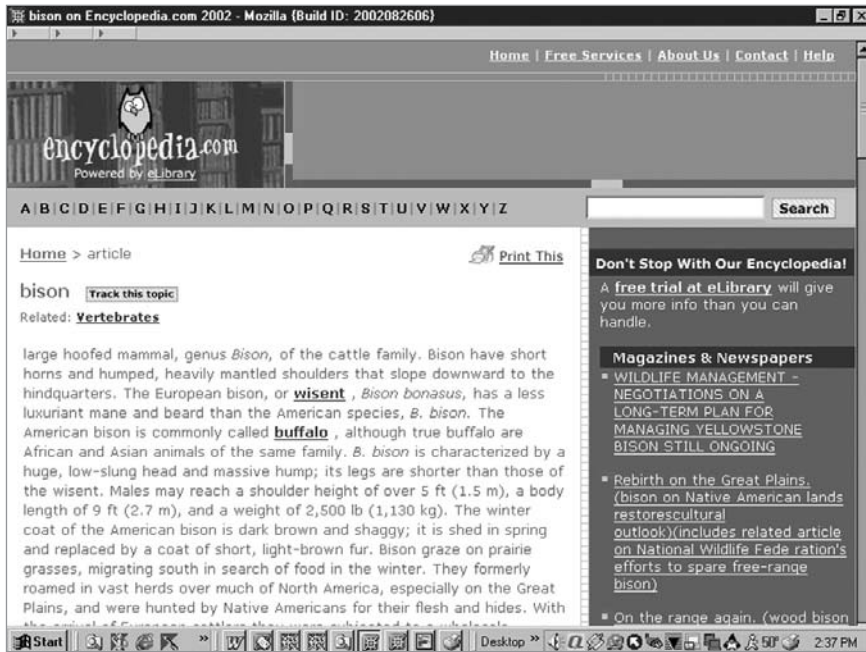 bison on Encyclopedia.com 2002 - Mozilla {Build ID: 2002082606}
Home | Free Services | About Us | Contact | Help
encyclopedia.com
Powered by eLibrary
A|B|C|D|E|F|G|H|I|J|K|L|M|N|O|P|Q|R|S|T|U|V|W|X|Y|Z
Search
Home > article
Print This
bison Track this topic
Related: Vertebrates
large hoofed mammal, genus Bison, of the cattle family. Bison have short
horns and humped, heavily mantled shoulders that slope downward to the
hindquarters. The European bison, or wisent , Bison bonasus, has a less
luxuriant mane and beard than the American species, B. bison. The
American bison is commonly called buffalo , although true buffalo are
African and Asian animals of the same family. B. bison is characterized by a
huge, low-slung head and massive hump; its legs are shorter than those of
the wisent. Males may reach a shoulder height of over 5 ft (1.5 m), a body
length of 9 ft (2.7 m), and a weight of 2,500 lb (1,130 kg). The winter
coat of the American bison is dark brown and shaggy; it is shed in spring
and replaced by a coat of short, light-brown fur. Bison graze on prairie
grasses, migrating south in search of food in the winter. They formerly
roamed in vast herds over much of North America, especially on the Great
Plains, and were hunted by Native Americans for their flesh and hides. With
Don't Stop With Our Encyclopedia!
A free trial at eLibrary will give
you more info than you can
handle.
Magazines & Newspapers
WILDLIFE MANAGEMENT -
NEGOTIATIONS ON A
LONG-TERM PLAN FOR
MANAGING YELLOWSTONE
BISON STILL ONGOING
Rebirth on the Great Plains.
(bison on Native American lands
restorescultural
outlook)(includes related article
on National Wildlife Fede ration's
efforts to spare free-range
bison)
On the range again. (wood bison
Start
Desktop
50°
2:37 PM